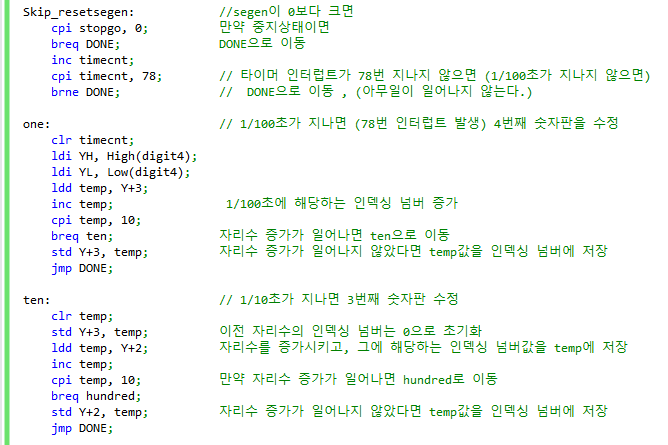 Skip_resetsegen: //segen이 0보다 크면
cpi stopgo, 0; 만약 중지상태이면
breq DONE; DONE으로 이동
inc timecnt;
cpi timecnt, 78; // 타이머 인터럽트가 78번 지나지 않으면 (1/100초가 지나지 않으면)
brne DONE; // DONE으로 이동 , (아무일이 일어나지 않는다.)
one: // 1/100초가 지나면 (78번 인터럽트 발생) 4번째 숫자판을 수정
clr timecnt;
ldi YH, High(digit4);
ldi YL, Low(digit4);
ldd temp, Y+3;
inc temp; 1/100초에 해당하는 인덱싱 넘버 증가
cpi temp, 10;
breq ten; 자리수 증가가 일어나면 ten으로 이동
std Y+3, temp; 자리수 증가가 일어나지 않았다면 temp값을 인덱싱 넘버에 저장
jmp DONE;
ten: // 1/10초가 지나면 3번째 숫자판 수정
clr temp;
std Y+3, temp; 이전 자리수의 인덱싱 넘버는 0으로 초기화
ldd temp, Y+2; 자리수를 증가시키고, 그에 해당하는 인덱싱 넘버값을 temp에 저장
inc temp;
cpi temp, 10; 만약 자리수 증가가 일어나면 hundred로 이동
breq hundred;
std Y+2, temp; 자리수 증가가 일어나지 않았다면 temp값을 인덱싱 넘버에 저장
jmp DONE;